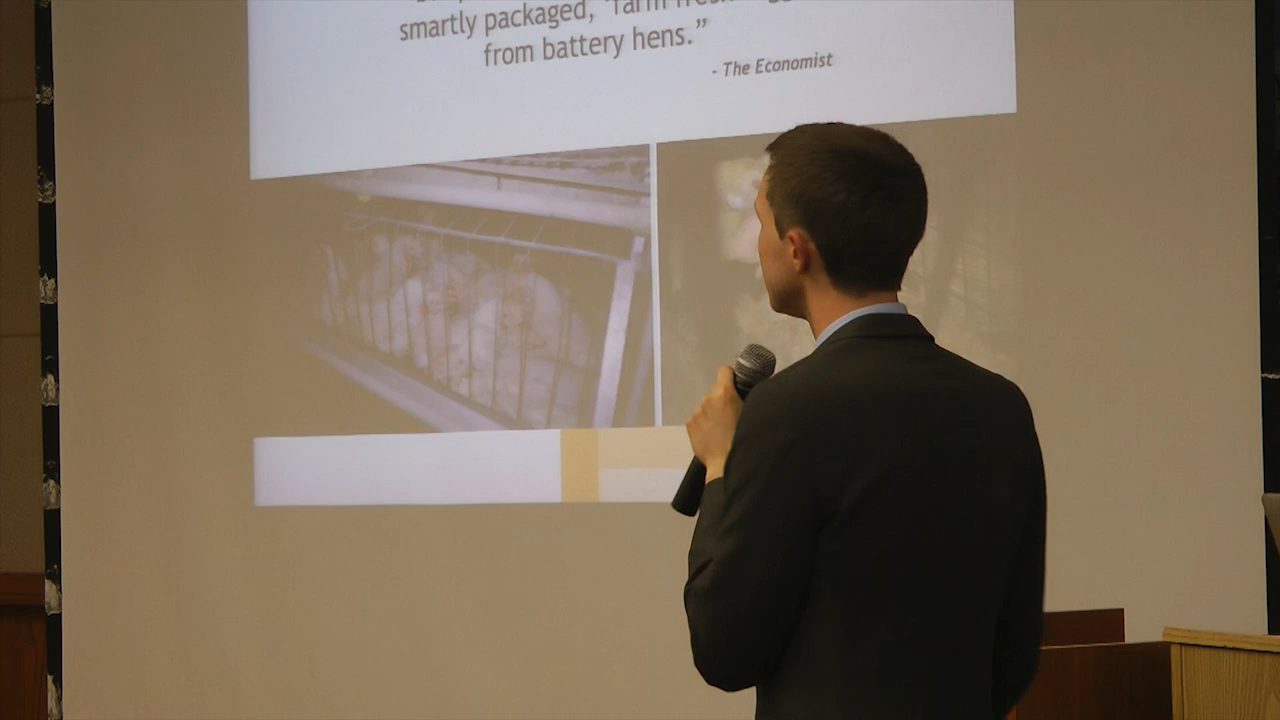 smartly packaged, "farm fresh
from battery hens.”
- The Economist